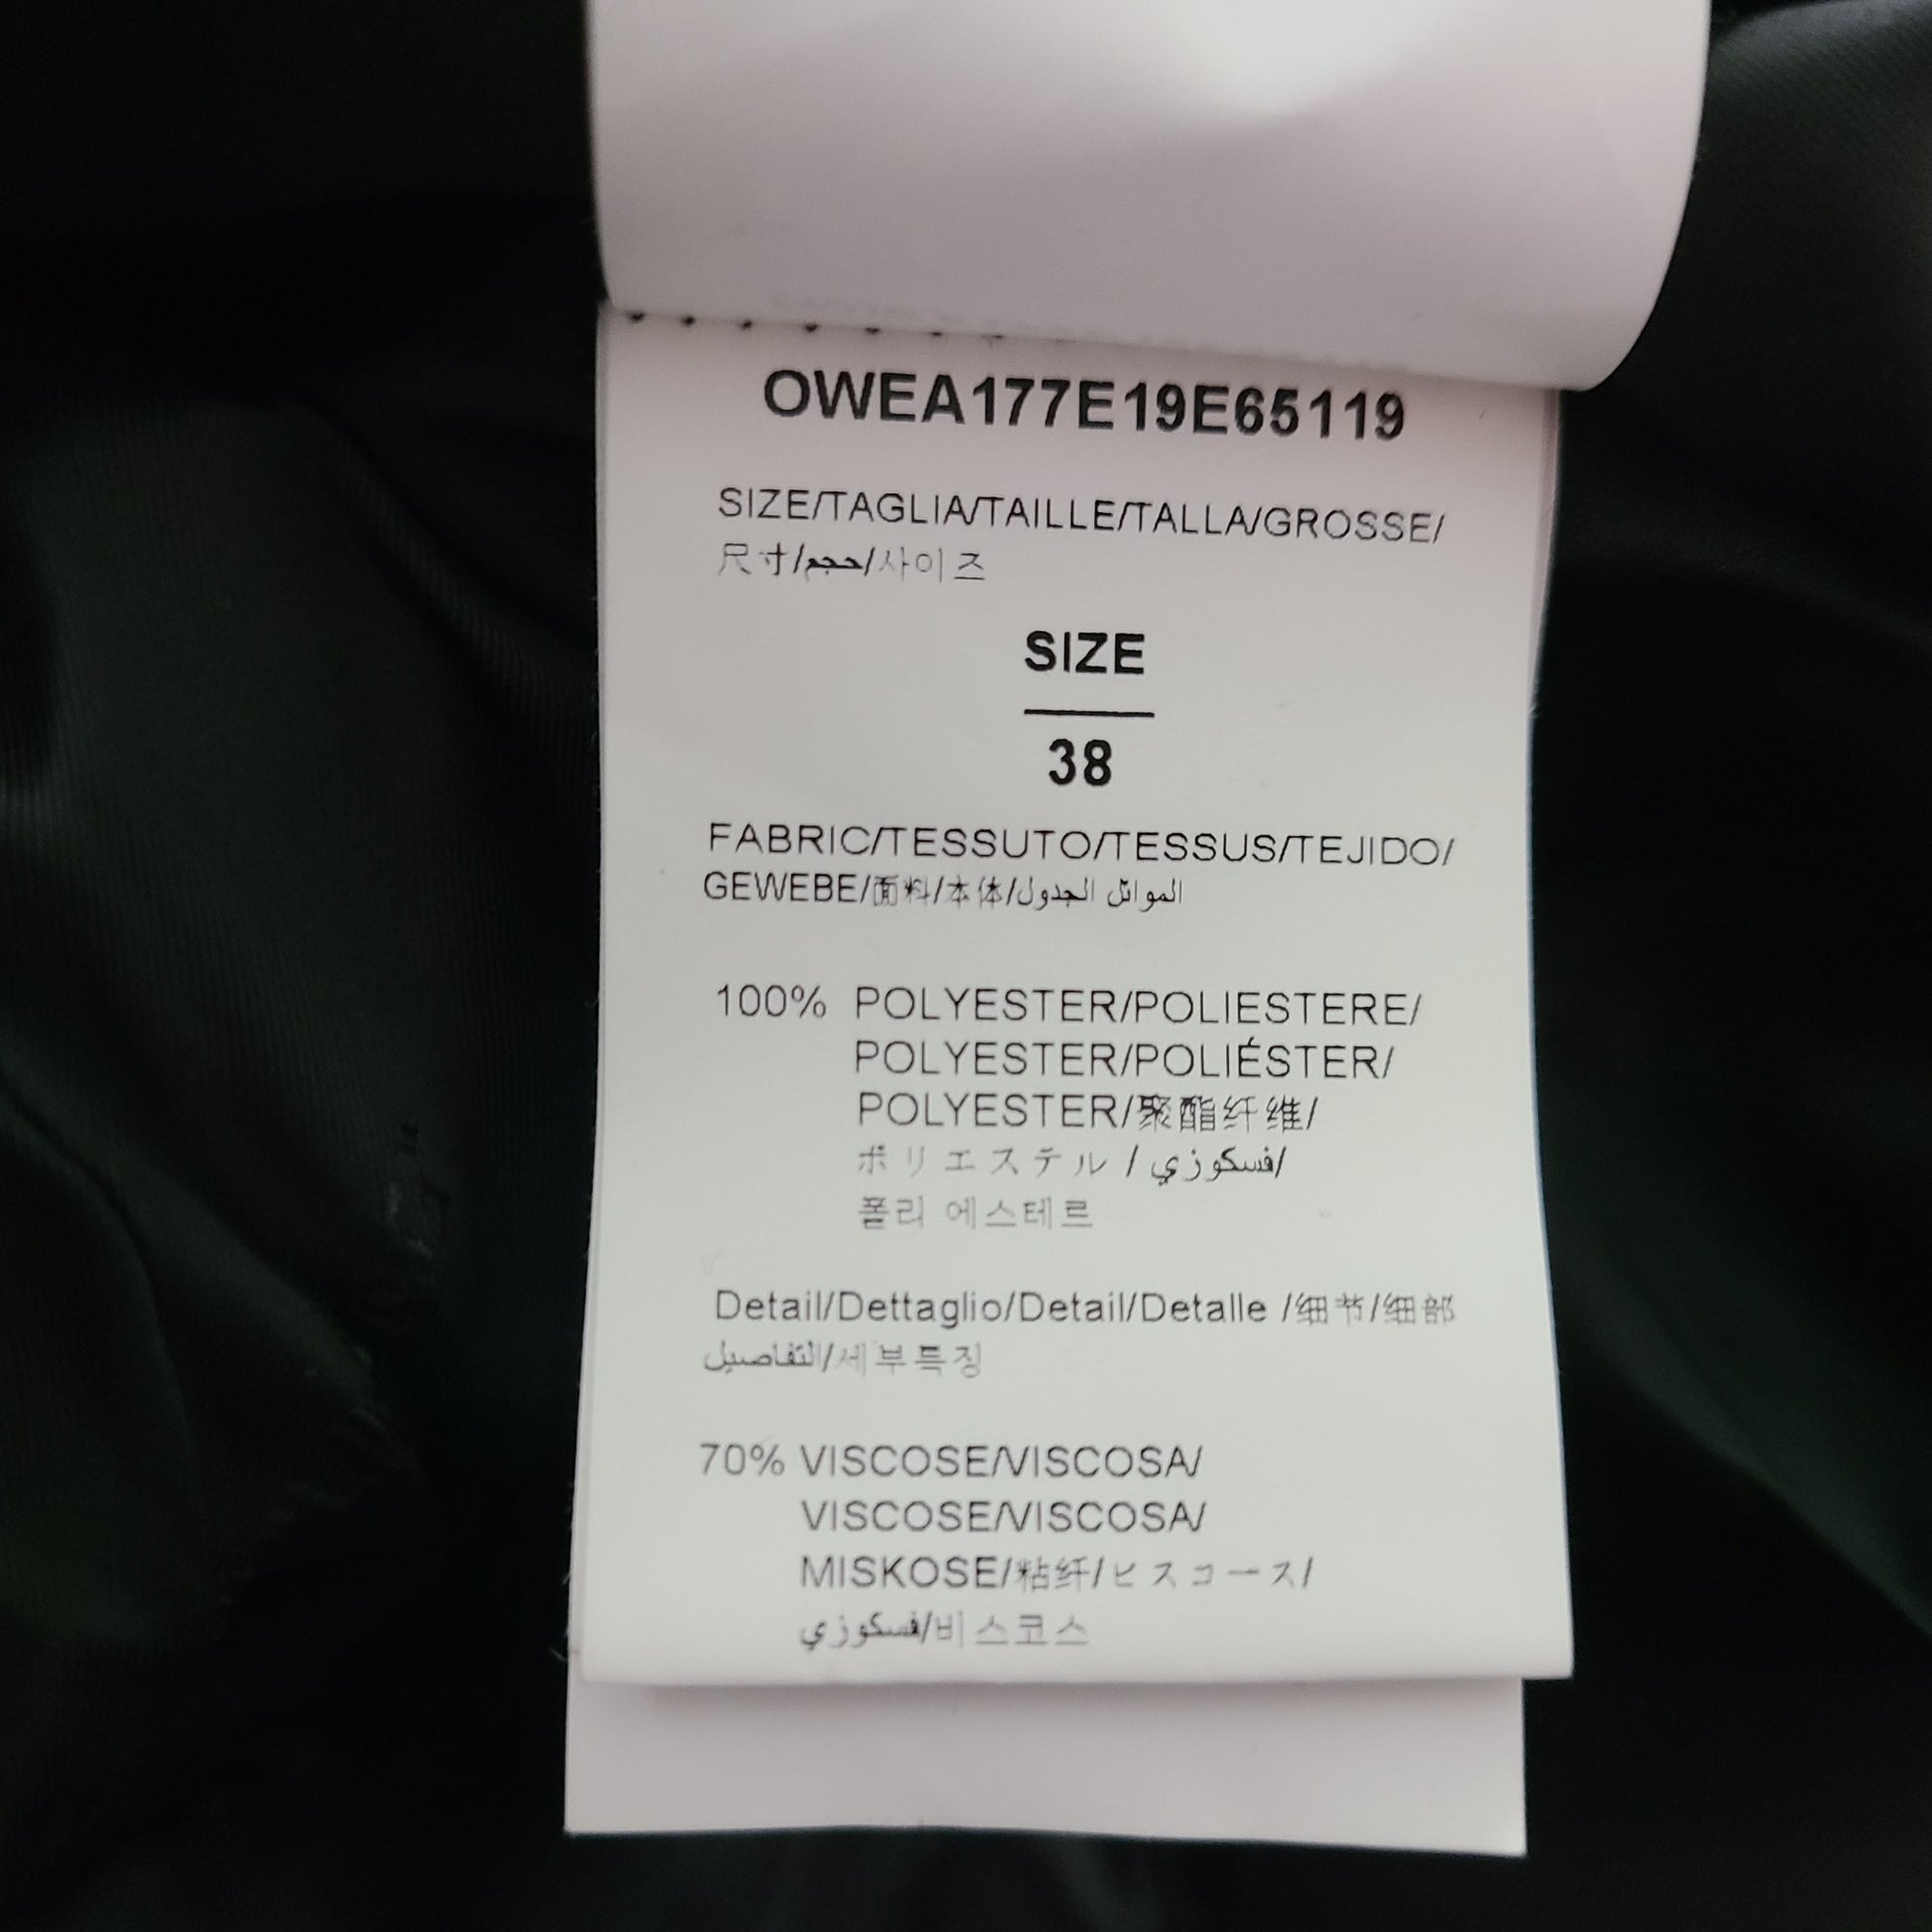 OWEA177E19E65119
SIZE/TAGLIA/TAILLE/TALLA/GROSSE/
尺寸/حجم/사이즈
SIZE
38
FABRIC/TESSUTO/TESSUS/TEJIDO/
GEWEBE/面料/本体/الموائل الجدول
100% POLYESTER/POLIESTERE/
POLYESTER/POLIÉSTER/
POLYESTER/聚酯纤维/
ポリエステル / فسكوزي/
폴리 에스테르
Detail/Dettaglio/Detail/Detalle /细节/细部
التفاصيل/세부특징
70% VISCOSE/VISCOSA/
VISCOSE/VISCOSA/
MISKOSE/粘纤/ビスコース/
فسكوزي/비스코스